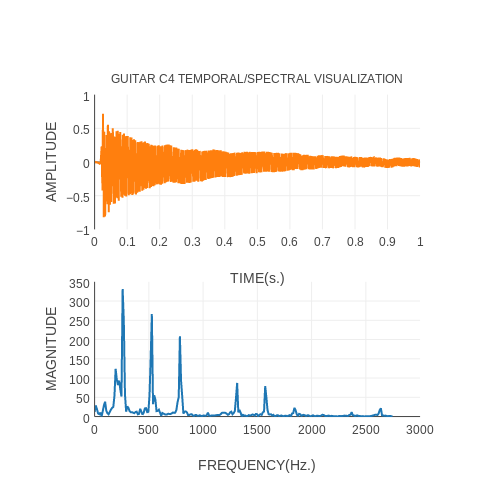 GUITAR C4 TEMPORAL/SPECTRAL VISUALIZATION
1
0.5
0
−0.5
−1
AMPLITUDE
0 0.1 0.2 0.3 0.4 0.5 0.6 0.7 0.8 0.9 1
TIME(s.)
350
300
250
200
150
100
50
0
MAGNITUDE
0 500 1000 1500 2000 2500 3000
FREQUENCY(Hz.)